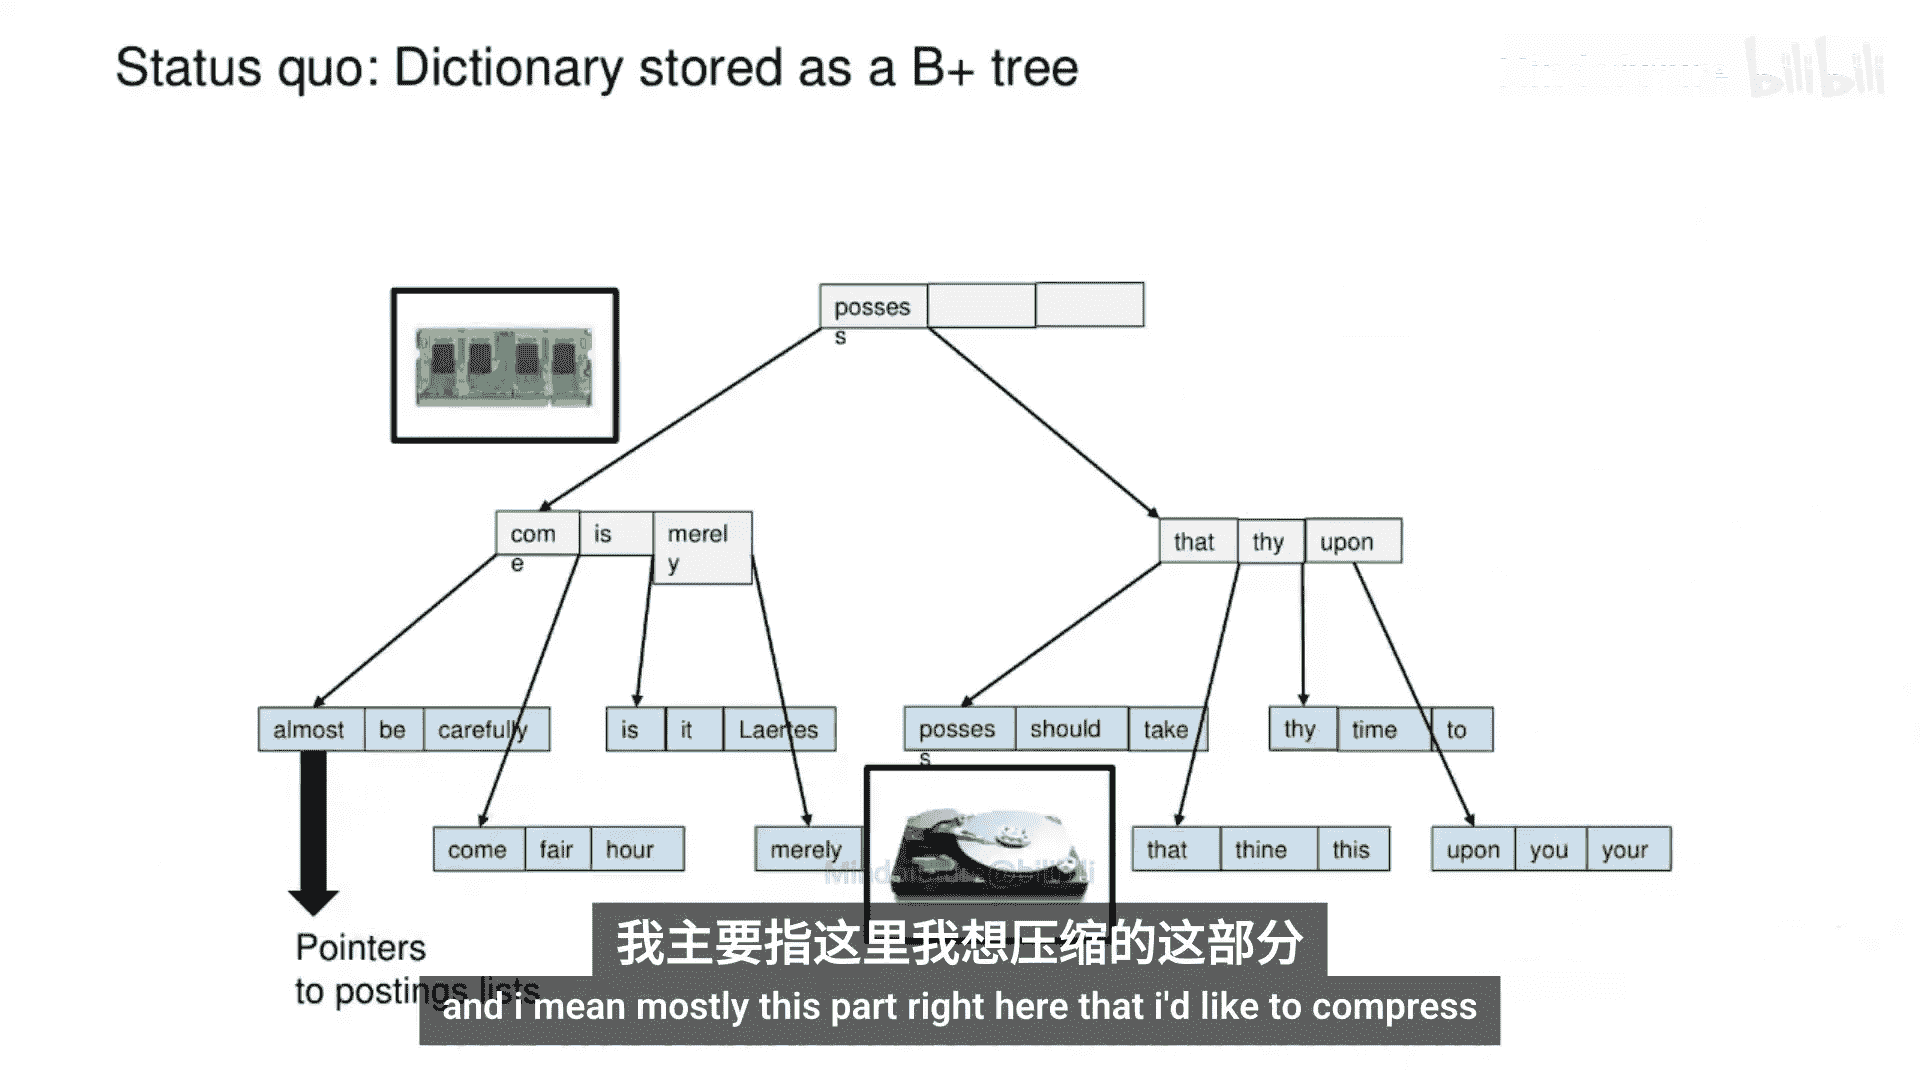 Status quo: Dictionary stored as a B+ tree
bilibili
posses
s
com
e
is
merel
y
that
thy
upon
almost
be
carefully
is
it
Laertes
posses
s
should
take
thy
time
to
come
fair
hour
merely
that
thine
this
upon
you
your
Pointers
to postings lists
我主要指这里我想压缩的这部分
and i mean mostly this part right here that i'd like to compress